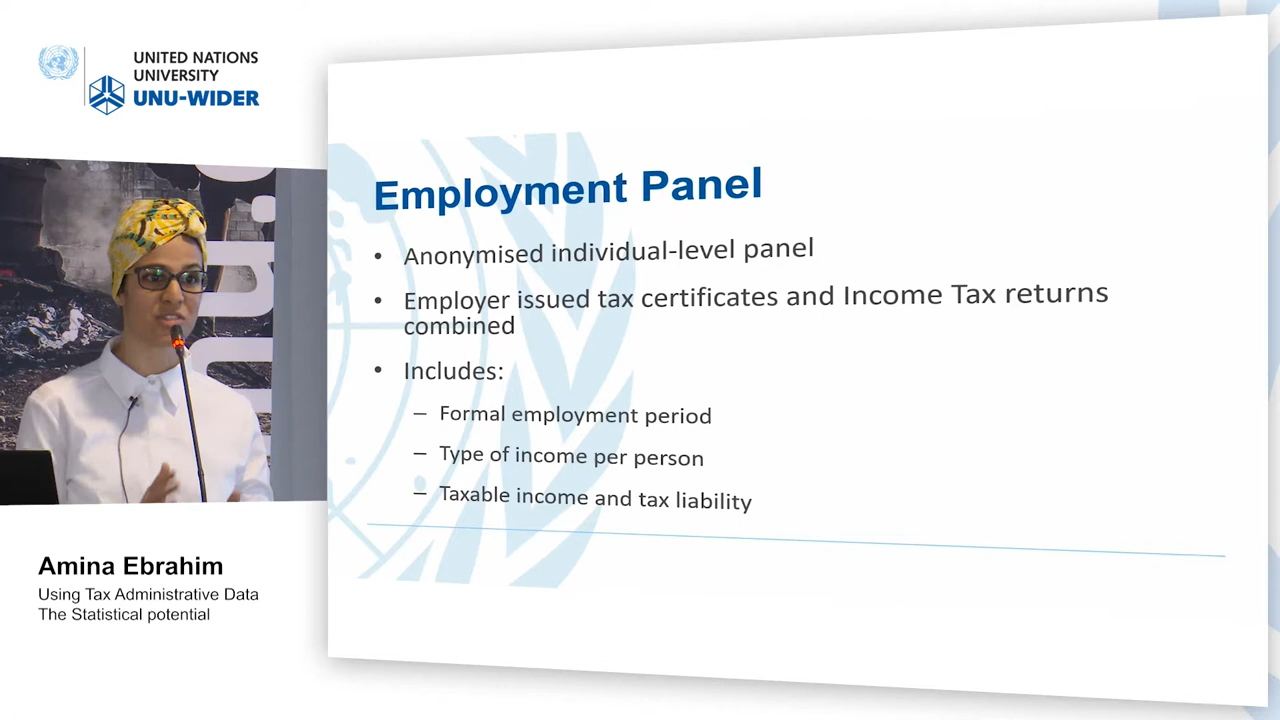 UNITED NATIONS
UNIVERSITY
UNU-WIDER
Employment Panel
• Anonymised individual-level panel
• Employer issued tax certificates and Income Tax returns
combined
• Includes:
– Formal employment period
– Type of income per person
– Taxable income and tax liability
Amina Ebrahim
Using Tax Administrative Data
The Statistical potential